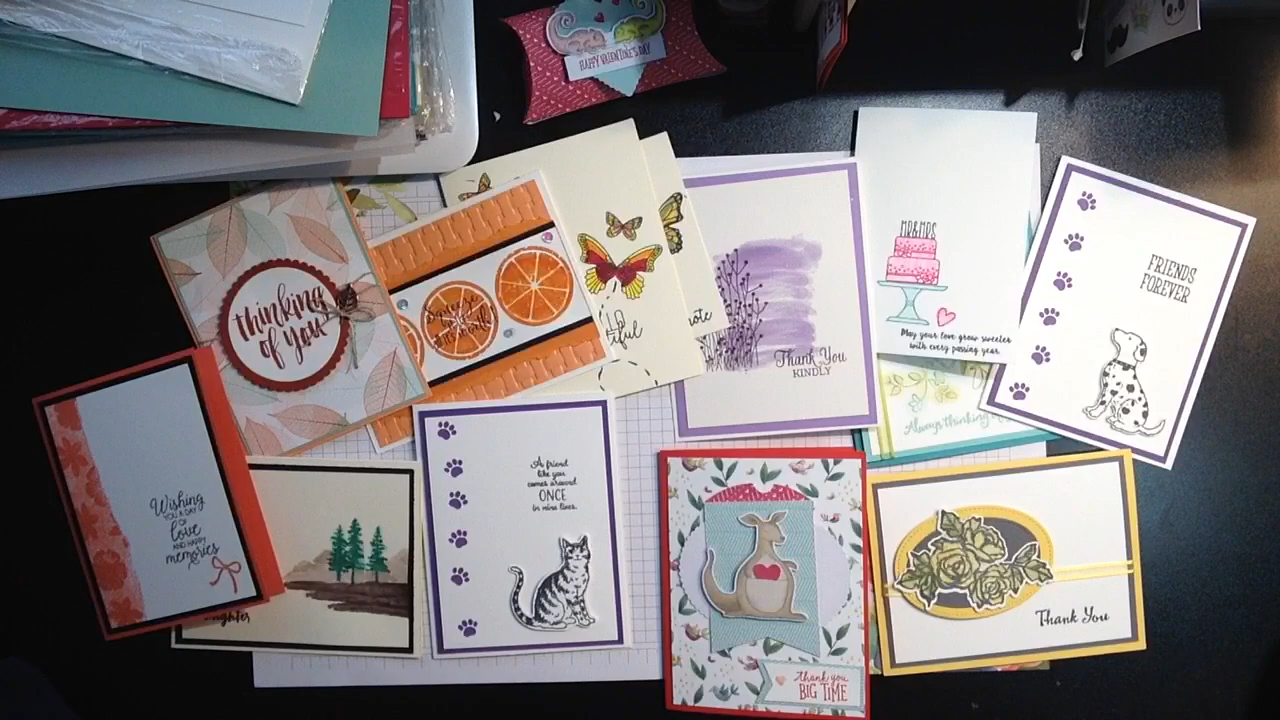 HAPPY VALENTINE'S DAY
thinking
of you
Squeeze
Thank You
KINDLY
MR&MRS
May your love grow sweeter
with every passing year.
Always thinking
FRIENDS
FOREVER
Wishing
YOU A DAY
OF
love
AND HAPPY
memories
A friend
like you
comes around
ONCE
in nine lives.
Thank you
BIG TIME
Thank You